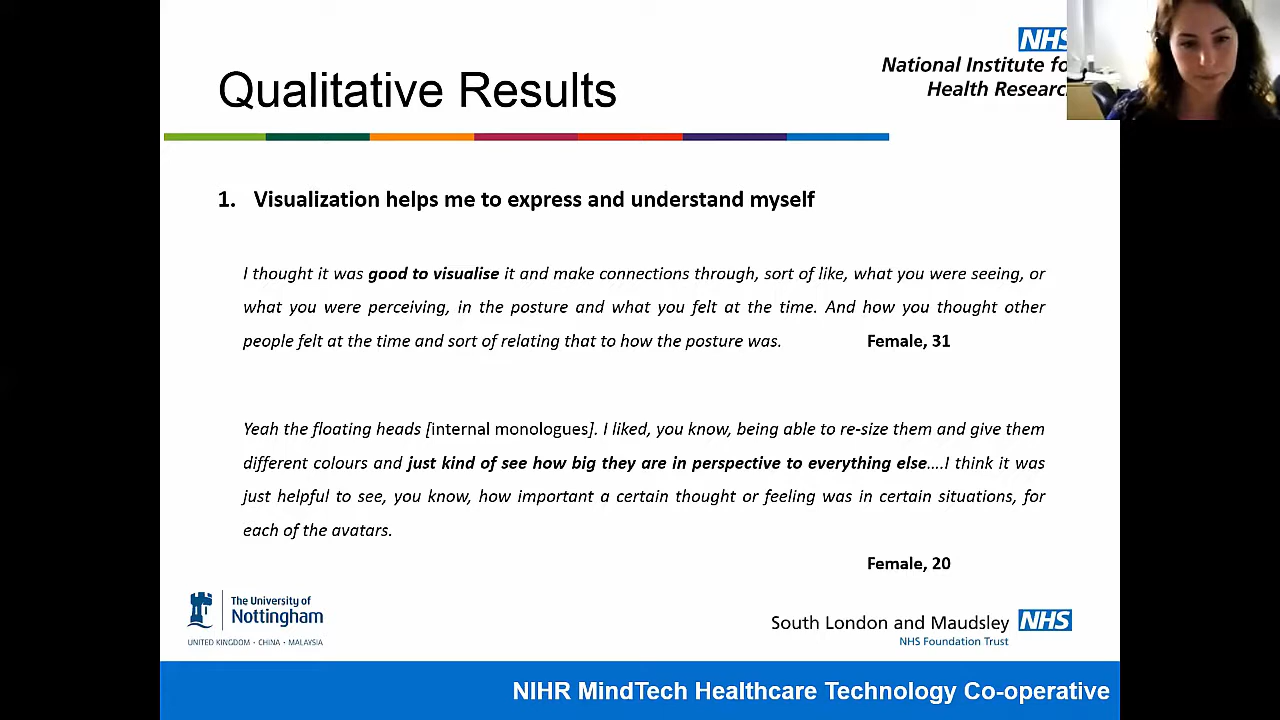 Qualitative Results
NHS
National Institute fo
Health Researc
1. Visualization helps me to express and understand myself
I thought it was good to visualise it and make connections through, sort of like, what you were seeing, or
what you were perceiving, in the posture and what you felt at the time. And how you thought other
people felt at the time and sort of relating that to how the posture was. Female, 31
Yeah the floating heads [internal monologues]. I liked, you know, being able to re-size them and give them
different colours and just kind of see how big they are in perspective to everything else….I think it was
just helpful to see, you know, how important a certain thought or feeling was in certain situations, for
each of the avatars.
Female, 20
The University of
Nottingham
UNITED KINGDOM · CHINA · MALAYSIA
South London and Maudsley NHS
NHS Foundation Trust
NIHR MindTech Healthcare Technology Co-operative